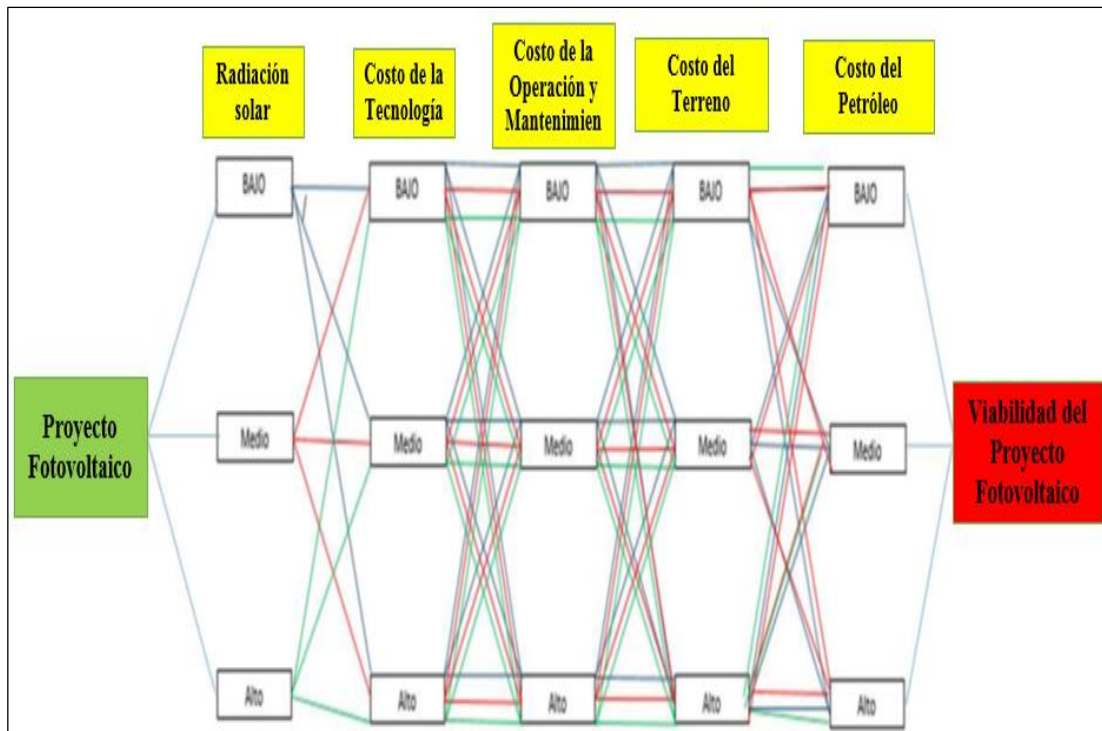 Radiación
solar
Costo de la
Tecnología
Costo de la
Operación y
Mantenimien
Costo del
Terreno
Costo del
Petróleo
BAJO
BAJO
BAJO
BAJO
BAJO
Proyecto
Fotovoltaico
Medio
Medio
Medio
Medio
Medio
Viabilidad del
Proyecto
Fotovoltaico
Alto
Alto
Alto
Alto
Alto